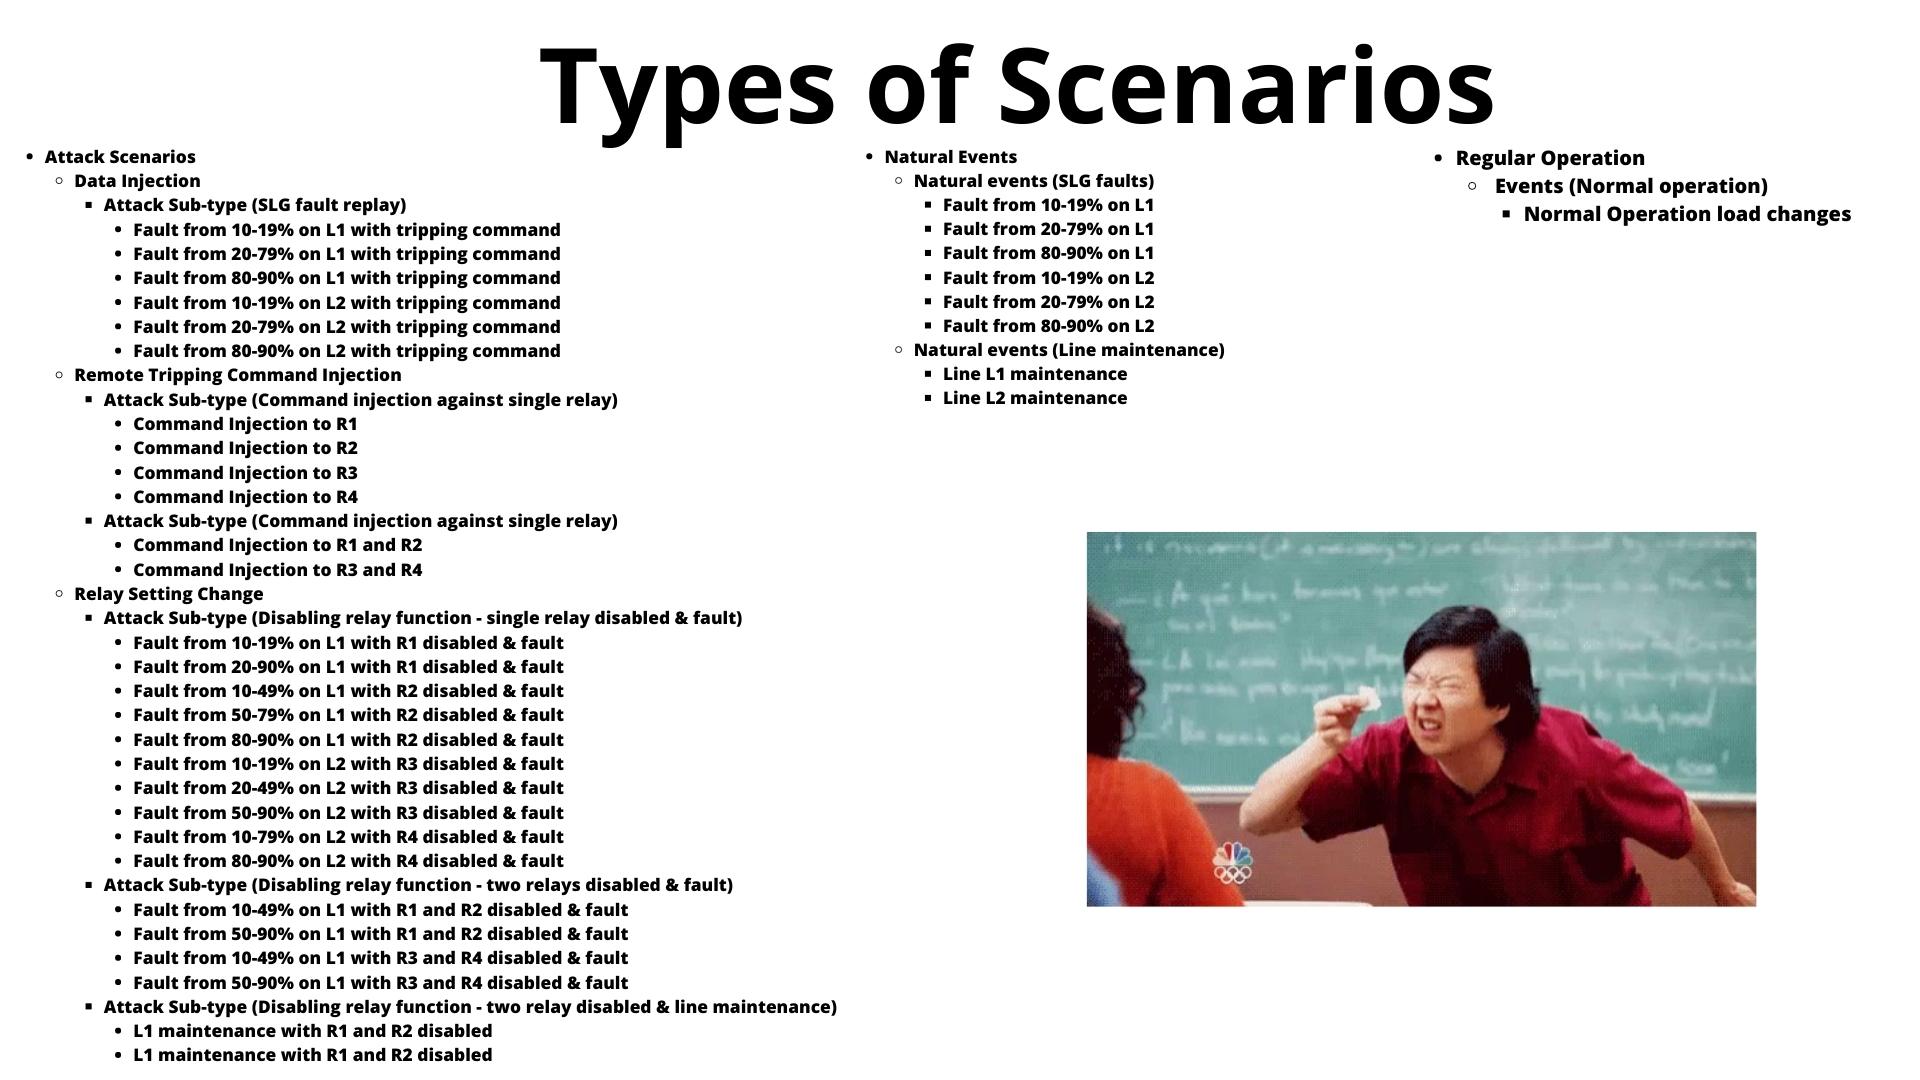 Types of Scenarios
Attack Scenarios
Data Injection
Attack Sub-type (SLG fault replay)
Fault from 10-19% on L1 with tripping command
Fault from 20-79% on L1 with tripping command
Fault from 80-90% on L1 with tripping command
Fault from 10-19% on L2 with tripping command
Fault from 20-79% on L2 with tripping command
Fault from 80-90% on L2 with tripping command
Remote Tripping Command Injection
Attack Sub-type (Command injection against single relay)
Command Injection to R1
Command Injection to R2
Command Injection to R3
Command Injection to R4
Attack Sub-type (Command injection against single relay)
Command Injection to R1 and R2
Command Injection to R3 and R4
Relay Setting Change
Attack Sub-type (Disabling relay function - single relay disabled & fault)
Fault from 10-19% on L1 with R1 disabled & fault
Fault from 20-90% on L1 with R1 disabled & fault
Fault from 10-49% on L1 with R2 disabled & fault
Fault from 50-79% on L1 with R2 disabled & fault
Fault from 80-90% on L1 with R2 disabled & fault
Fault from 10-19% on L2 with R3 disabled & fault
Fault from 20-49% on L2 with R3 disabled & fault
Fault from 50-90% on L2 with R3 disabled & fault
Fault from 10-79% on L2 with R4 disabled & fault
Fault from 80-90% on L2 with R4 disabled & fault
Attack Sub-type (Disabling relay function - two relays disabled & fault)
Fault from 10-49% on L1 with R1 and R2 disabled & fault
Fault from 50-90% on L1 with R1 and R2 disabled & fault
Fault from 10-49% on L1 with R3 and R4 disabled & fault
Fault from 50-90% on L1 with R3 and R4 disabled & fault
Attack Sub-type (Disabling relay function - two relay disabled & line maintenance)
L1 maintenance with R1 and R2 disabled
L1 maintenance with R1 and R2 disabled
Natural Events
Natural events (SLG faults)
Fault from 10-19% on L1
Fault from 20-79% on L1
Fault from 80-90% on L1
Fault from 10-19% on L2
Fault from 20-79% on L2
Fault from 80-90% on L2
Natural events (Line maintenance)
Line L1 maintenance
Line L2 maintenance
Regular Operation
Events (Normal operation)
Normal Operation load changes